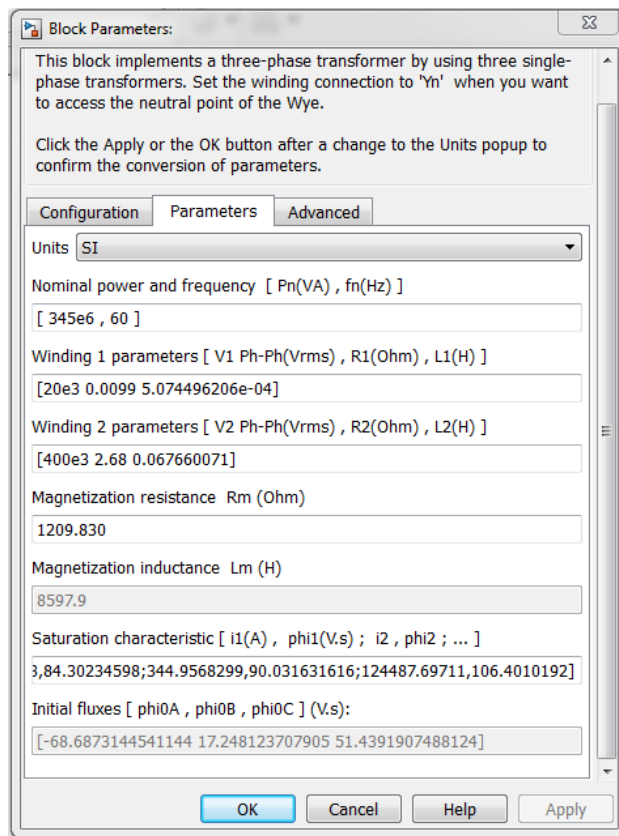 Block Parameters:
This block implements a three-phase transformer by using three single-
phase transformers. Set the winding connection to 'Yn' when you want
to access the neutral point of the Wye.
Click the Apply or the OK button after a change to the Units popup to
confirm the conversion of parameters.
Configuration Parameters Advanced
Units SI
Nominal power and frequency [ Pn(VA) , fn(Hz) ]
[ 345e6 , 60 ]
Winding 1 parameters [ V1 Ph-Ph(Vrms) , R1(Ohm) , L1(H) ]
[20e3 0.0099 5.074496206e-04]
Winding 2 parameters [ V2 Ph-Ph(Vrms) , R2(Ohm) , L2(H) ]
[400e3 2.68 0.067660071]
Magnetization resistance Rm (Ohm)
1209.830
Magnetization inductance Lm (H)
8597.9
Saturation characteristic [ i1(A) , phi1(V.s) ; i2 , phi2 ; ... ]
3,84.30234598;344.9568299,90.031631616;124487.69711,106.4010192]
Initial fluxes [ phi0A , phi0B , phi0C ] (V.s):
[-68.6873144541144 17.248123707905 51.4391907488124]
OK Cancel Help Apply